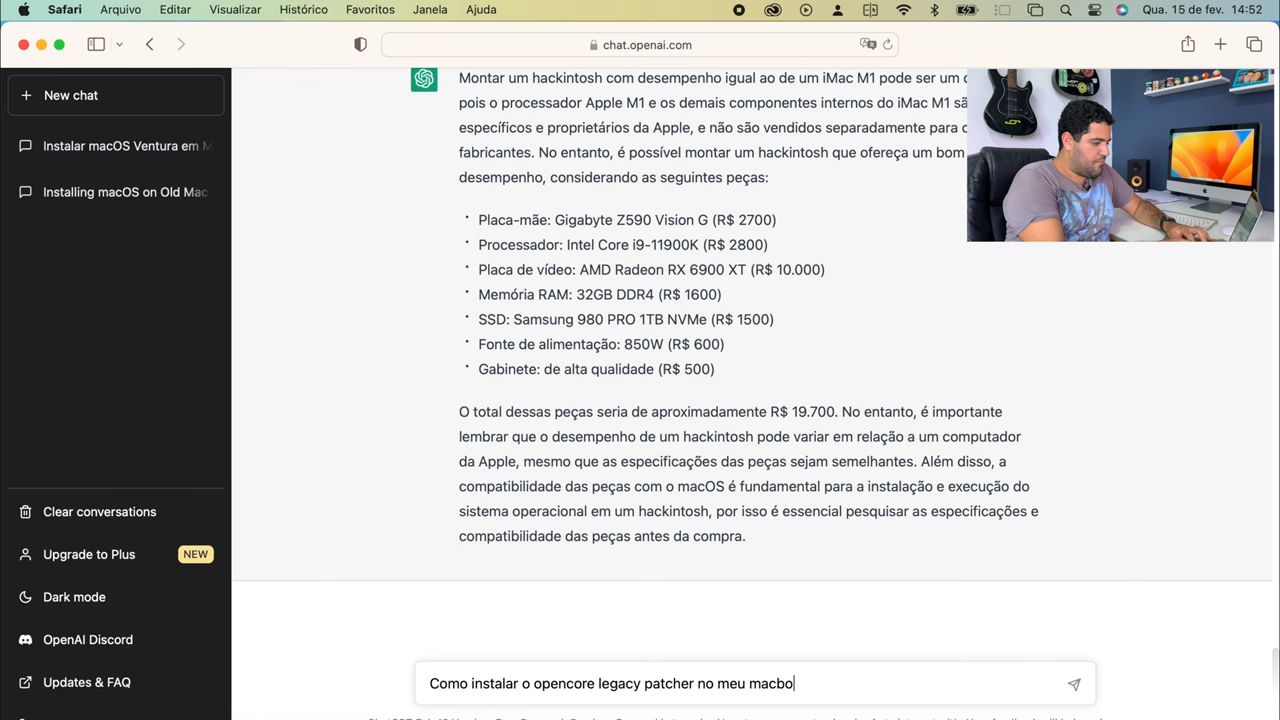 Safari Arquivo Editar Visualizar Histórico Favoritos Janela Ajuda Qua. 15 de fev. 14:52
chat.openai.com
New chat
Instalar macOS Ventura em M
Installing macOS on Old Mac
Clear conversations
Upgrade to Plus NEW
Dark mode
OpenAI Discord
Updates & FAQ
Montar um hackintosh com desempenho igual ao de um iMac M1 pode ser um
pois o processador Apple M1 e os demais componentes internos do iMac M1 sã
específicos e proprietários da Apple, e não são vendidos separadamente para
fabricantes. No entanto, é possível montar um hackintosh que ofereça um bom
desempenho, considerando as seguintes peças:
• Placa-mãe: Gigabyte Z590 Vision G (R$ 2700)
• Processador: Intel Core i9-11900K (R$ 2800)
• Placa de vídeo: AMD Radeon RX 6900 XT (R$ 10.000)
• Memória RAM: 32GB DDR4 (R$ 1600)
• SSD: Samsung 980 PRO 1TB NVMe (R$ 1500)
• Fonte de alimentação: 850W (R$ 600)
• Gabinete: de alta qualidade (R$ 500)
O total dessas peças seria de aproximadamente R$ 19.700. No entanto, é importante
lembrar que o desempenho de um hackintosh pode variar em relação a um computador
da Apple, mesmo que as especificações das peças sejam semelhantes. Além disso, a
compatibilidade das peças com o macOS é fundamental para a instalação e execução do
sistema operacional em um hackintosh, por isso é essencial pesquisar as especificações e
compatibilidade das peças antes da compra.
Como instalar o opencore legacy patcher no meu macbo